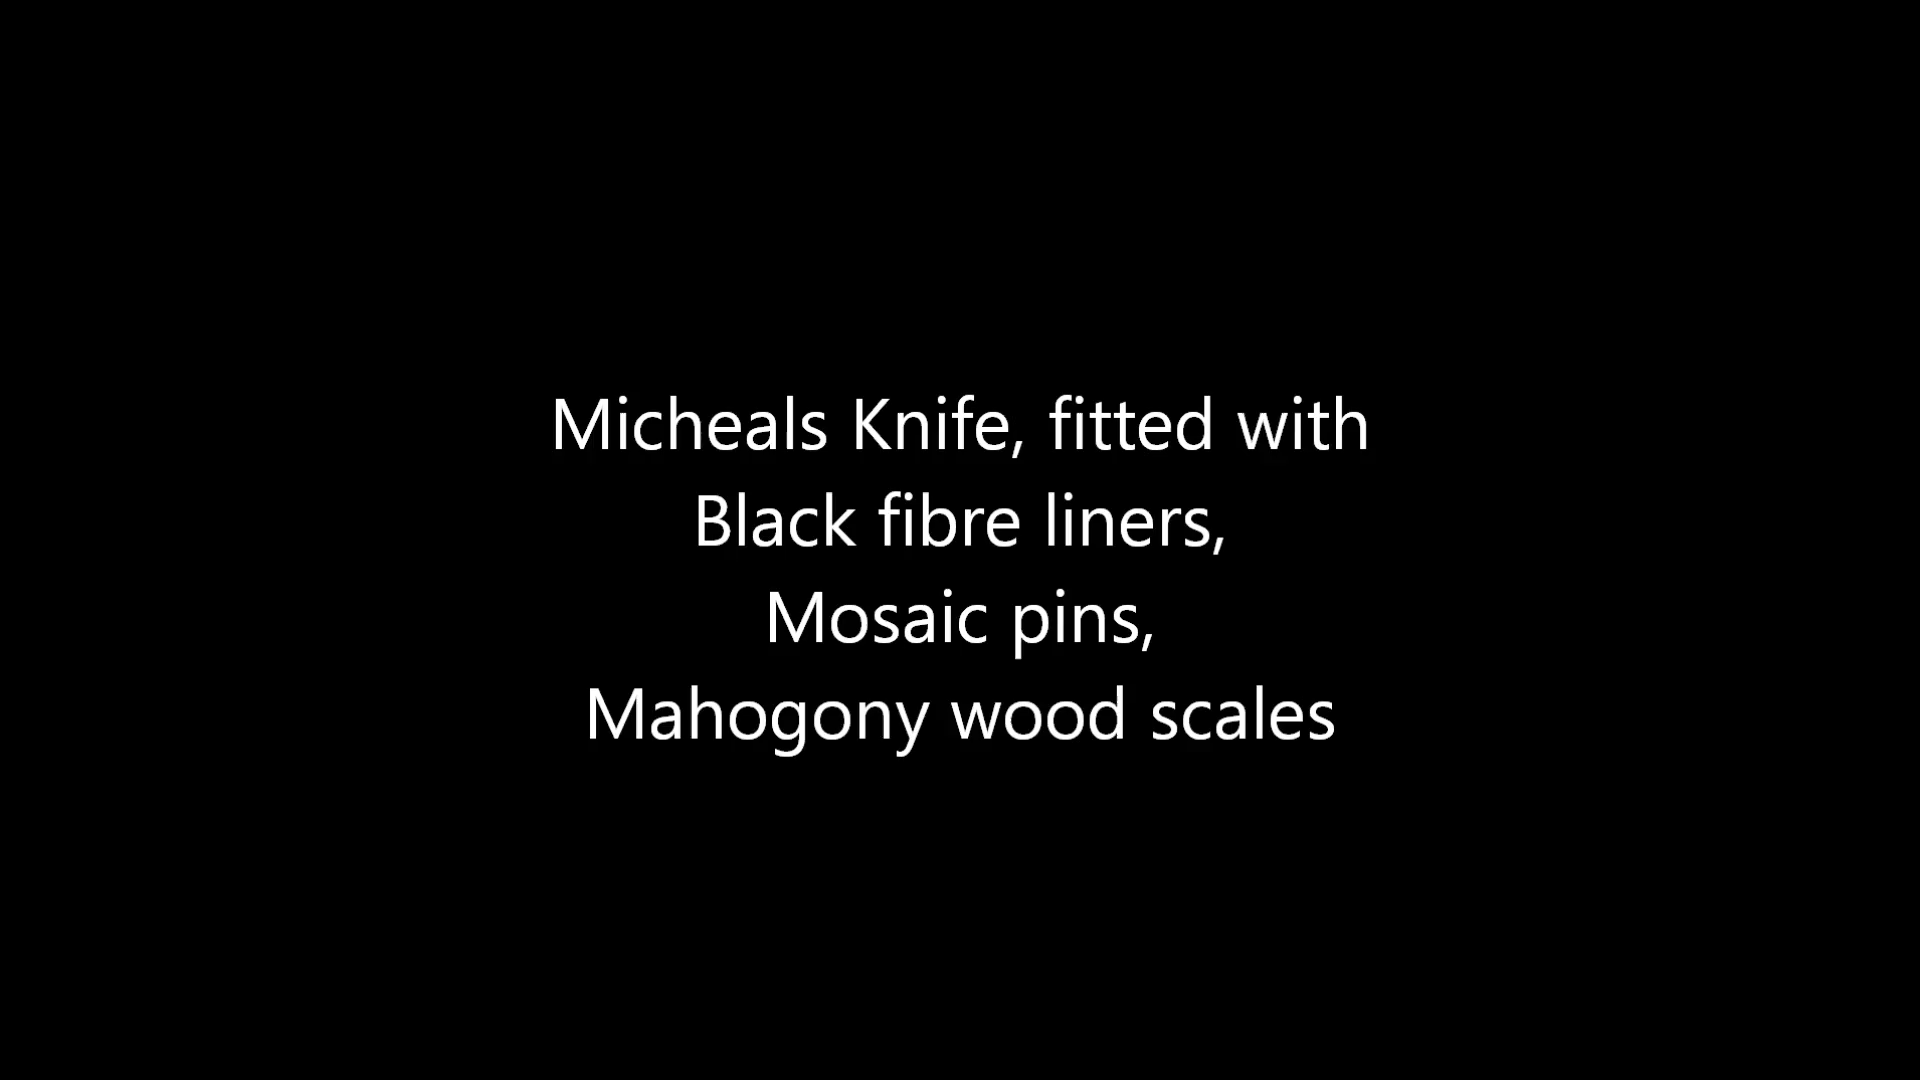 Micheals Knife, fitted with
Black fibre liners,
Mosaic pins,
Mahogony wood scales